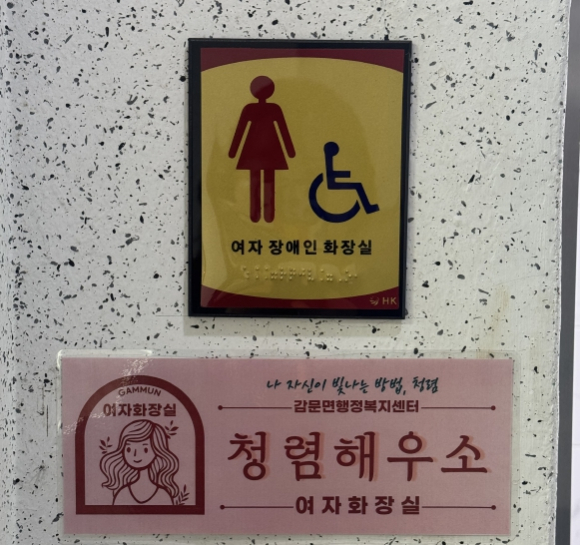 여자 장애인 화장실
HK
나 자신이 빛나는 방법, 청렴
GAMMUN
여자화장실
감문면행정복지센터
청렴해우소
여자화장실